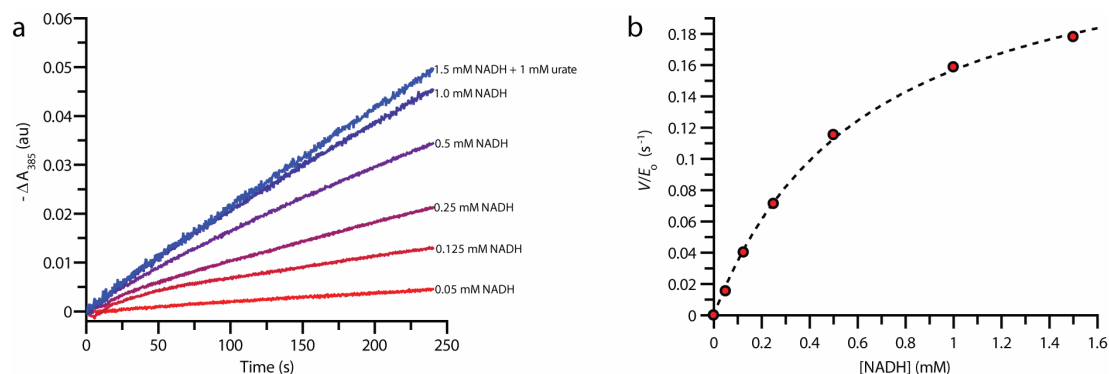 a
0.06
0.05
0.04
0.03
0.02
0.01
0
-ΔA385 (au)
1.5 mM NADH + 1 mM urate
1.0 mM NADH
0.5 mM NADH
0.25 mM NADH
0.125 mM NADH
0.05 mM NADH
0 50 100 150 200 250
Time (s)
b
0.18
0.16
0.14
0.12
0.1
0.08
0.06
0.04
0.02
0
V/Eo (s⁻¹)
0 0.2 0.4 0.6 0.8 1 1.2 1.4 1.6
[NADH] (mM)